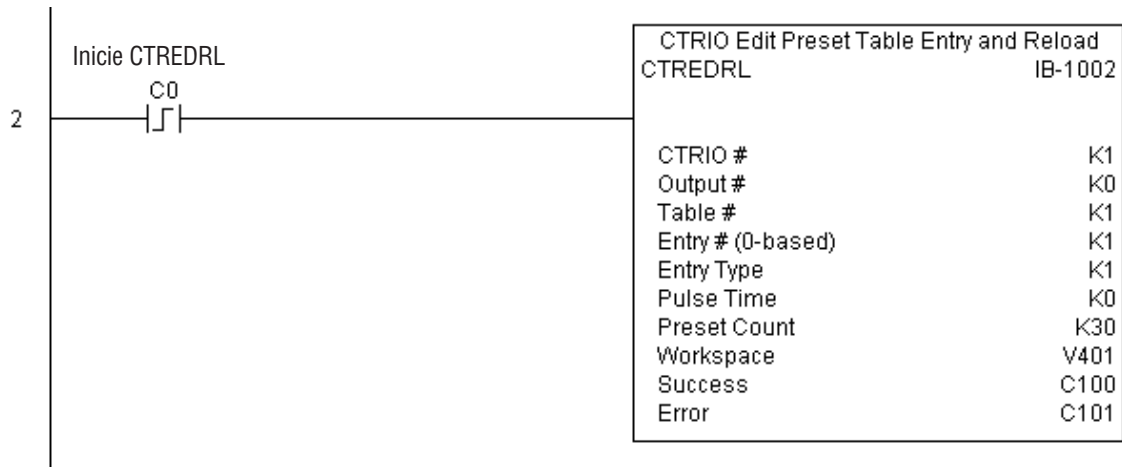 Inicie CTREDRL
C0
2
CTRIO Edit Preset Table Entry and Reload
CTREDRL IB-1002
CTRIO # K1
Output # K0
Table # K1
Entry # (0-based) K1
Entry Type K1
Pulse Time K0
Preset Count K30
Workspace V401
Success C100
Error C101